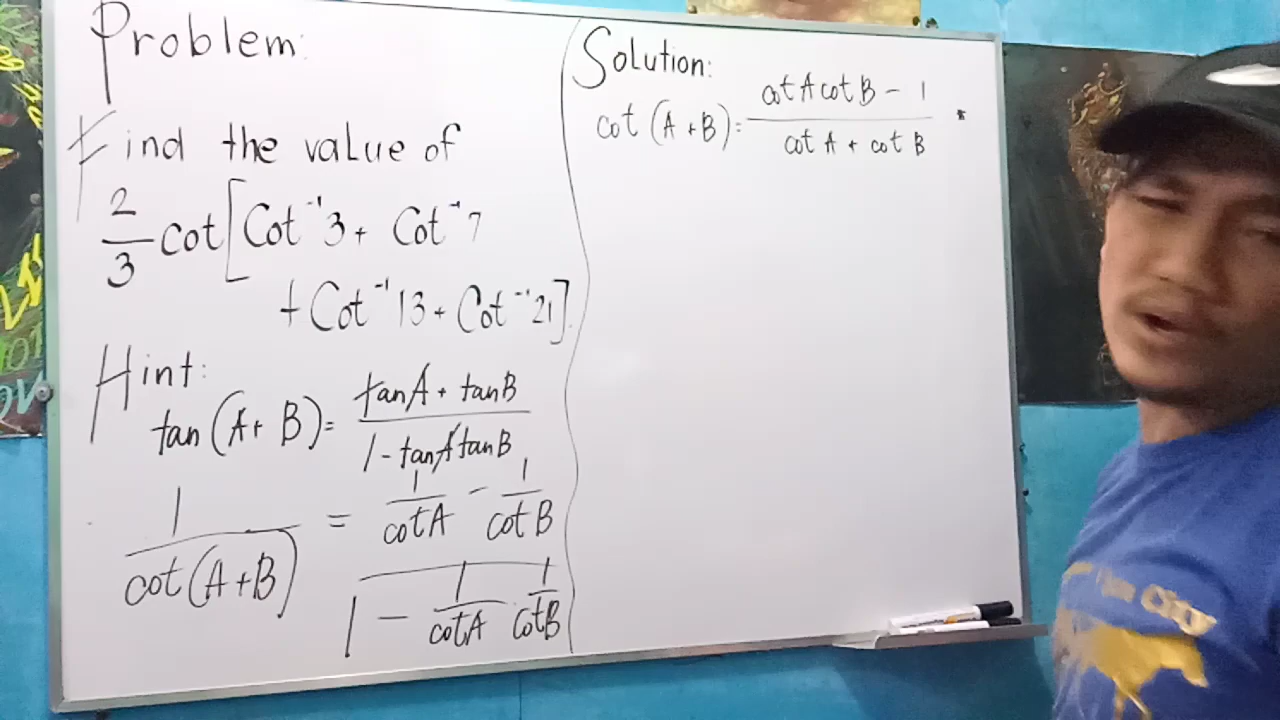 Problem:
Find the value of
2/3 cot[Cot⁻¹3 + Cot⁻¹7
+ Cot⁻¹13 + Cot⁻¹21]
Hint:
tan(A + B) = (tanA + tanB)/(1 - tanA tanB)
1/cot(A+B) = (1/cotA - 1/cotB)/(1 - 1/cotA · 1/cotB)
Solution:
cot(A+B) = (cotAcotB - 1)/(cotA + cotB)